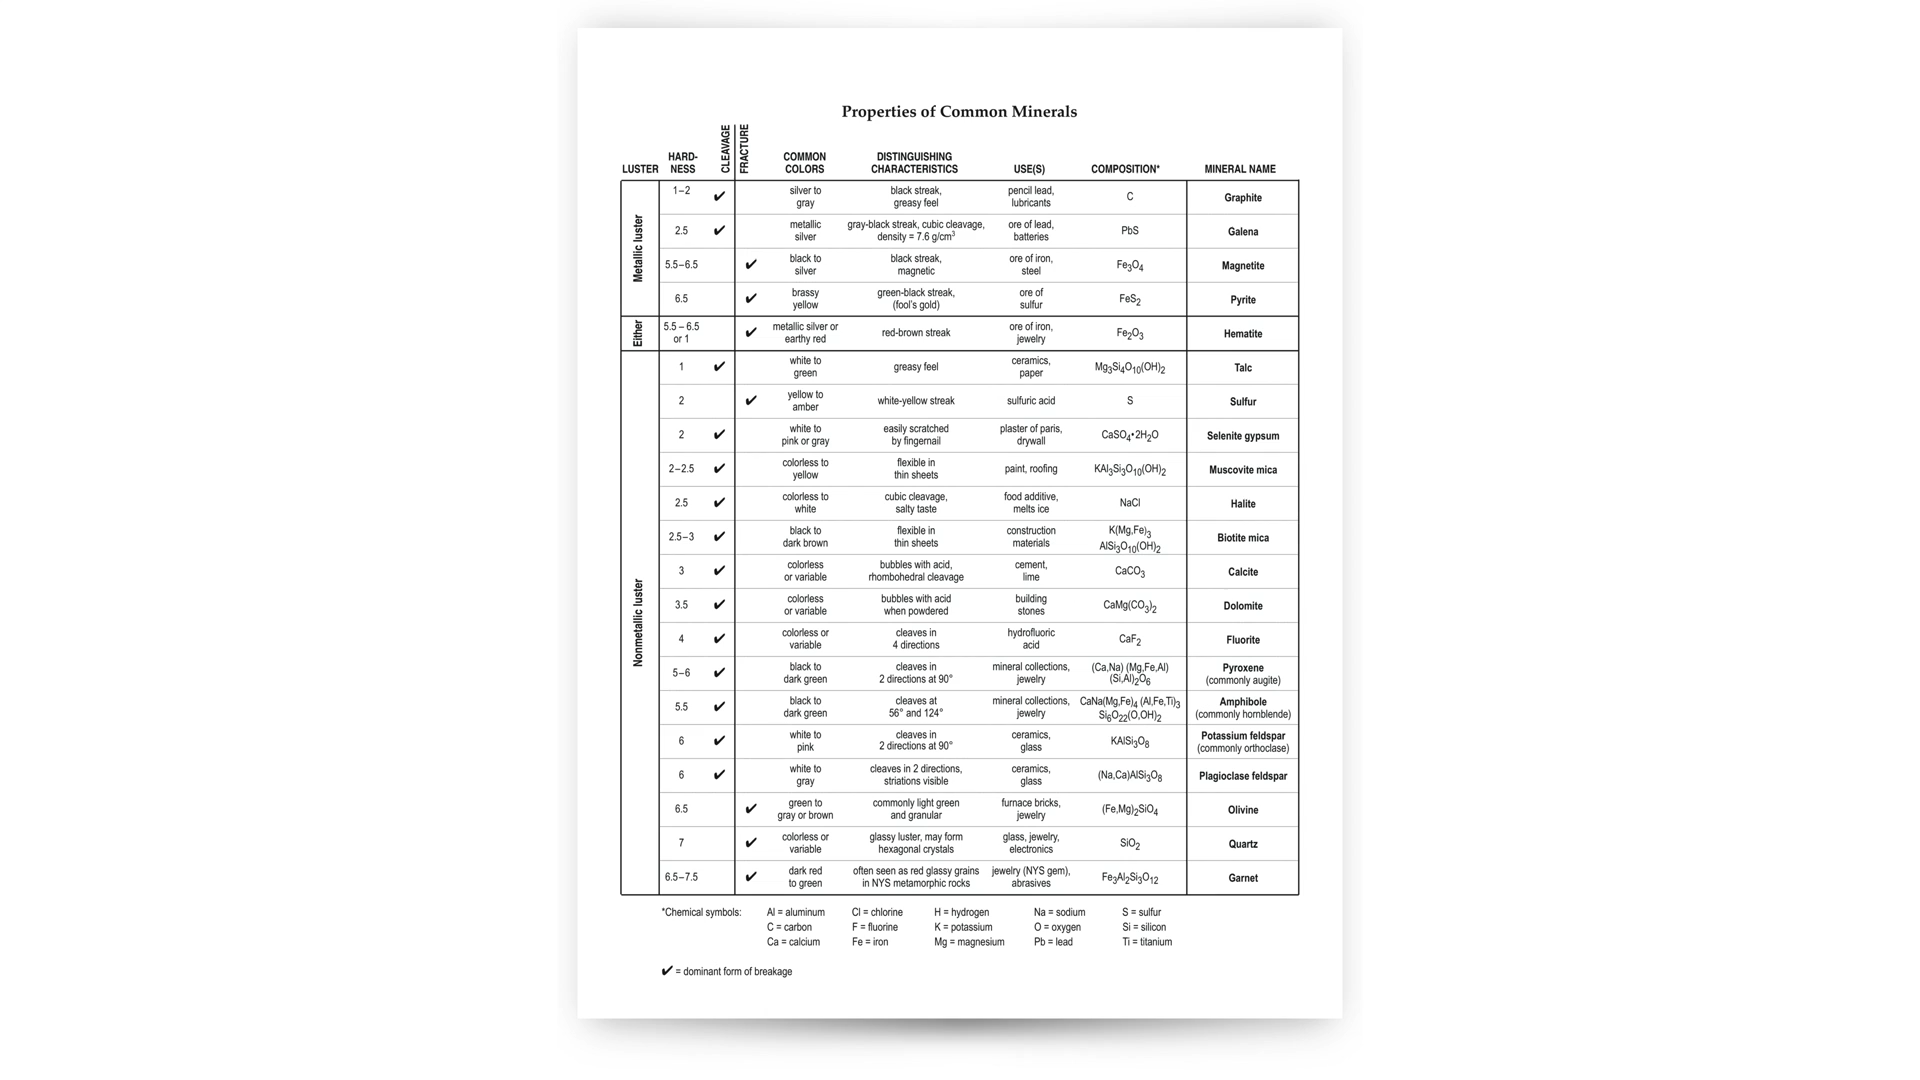 Properties of Common Minerals
LUSTER HARD-NESS CLEAVAGE FRACTURE COMMON COLORS DISTINGUISHING CHARACTERISTICS USE(S) COMPOSITION* MINERAL NAME
Metallic luster
1–2 ✔ silver to gray black streak, greasy feel pencil lead, lubricants C Graphite
2.5 ✔ metallic silver gray-black streak, cubic cleavage, density = 7.6 g/cm³ ore of lead, batteries PbS Galena
5.5–6.5 ✔ black to silver black streak, magnetic ore of iron, steel Fe₃O₄ Magnetite
6.5 ✔ brassy yellow green-black streak, (fool's gold) ore of sulfur FeS₂ Pyrite
Either
5.5 – 6.5 or 1 ✔ metallic silver or earthy red red-brown streak ore of iron, jewelry Fe₂O₃ Hematite
Nonmetallic luster
1 ✔ white to green greasy feel ceramics, paper Mg₃Si₄O₁₀(OH)₂ Talc
2 ✔ yellow to amber white-yellow streak sulfuric acid S Sulfur
2 ✔ white to pink or gray easily scratched by fingernail plaster of paris, drywall CaSO₄•2H₂O Selenite gypsum
2–2.5 ✔ colorless to yellow flexible in thin sheets paint, roofing KAl₃Si₃O₁₀(OH)₂ Muscovite mica
2.5 ✔ colorless to white cubic cleavage, salty taste food additive, melts ice NaCl Halite
2.5–3 ✔ black to dark brown flexible in thin sheets construction materials K(Mg,Fe)₃ AlSi₃O₁₀(OH)₂ Biotite mica
3 ✔ colorless or variable bubbles with acid, rhombohedral cleavage cement, lime CaCO₃ Calcite
3.5 ✔ colorless or variable bubbles with acid when powdered building stones CaMg(CO₃)₂ Dolomite
4 ✔ colorless or variable cleaves in 4 directions hydrofluoric acid CaF₂ Fluorite
5–6 ✔ black to dark green cleaves in 2 directions at 90° mineral collections, jewelry (Ca,Na) (Mg,Fe,Al) (Si,Al)₂O₆ Pyroxene (commonly augite)
5.5 ✔ black to dark green cleaves at 56° and 124° mineral collections, jewelry CaNa(Mg,Fe)₄ (Al,Fe,Ti)₃ Si₆O₂₂(O,OH)₂ Amphibole (commonly hornblende)
6 ✔ white to pink cleaves in 2 directions at 90° ceramics, glass KAlSi₃O₈ Potassium feldspar (commonly orthoclase)
6 ✔ white to gray cleaves in 2 directions, striations visible ceramics, glass (Na,Ca)AlSi₃O₈ Plagioclase feldspar
6.5 ✔ green to gray or brown commonly light green and granular furnace bricks, jewelry (Fe,Mg)₂SiO₄ Olivine
7 ✔ colorless or variable glassy luster, may form hexagonal crystals glass, jewelry, electronics SiO₂ Quartz
6.5–7.5 ✔ dark red to green often seen as red glassy grains in NYS metamorphic rocks jewelry (NYS gem), abrasives Fe₃Al₂Si₃O₁₂ Garnet
*Chemical symbols: Al = aluminum Cl = chlorine H = hydrogen Na = sodium S = sulfur
C = carbon F = fluorine K = potassium O = oxygen Si = silicon
Ca = calcium Fe = iron Mg = magnesium Pb = lead Ti = titanium
✔ = dominant form of breakage